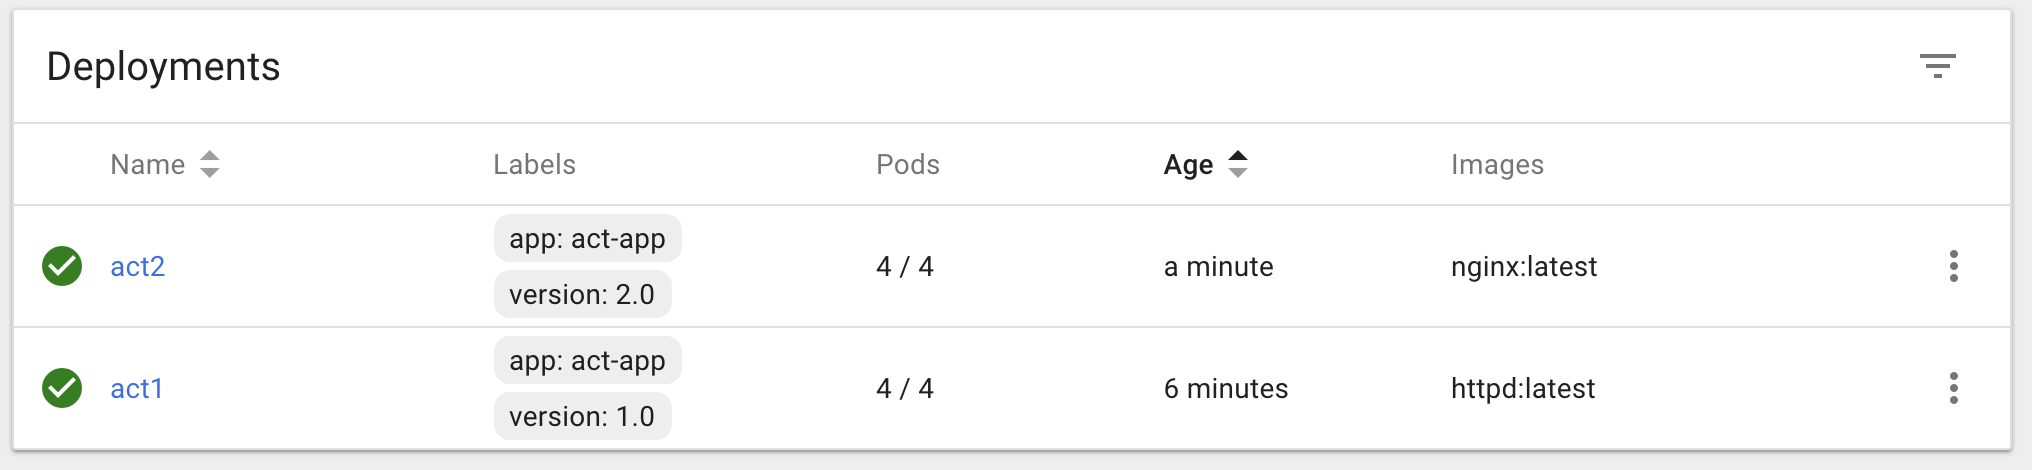 Deployments
Name Labels Pods Age Images
act2 app: act-app version: 2.0 4 / 4 a minute nginx:latest
act1 app: act-app version: 1.0 4 / 4 6 minutes httpd:latest